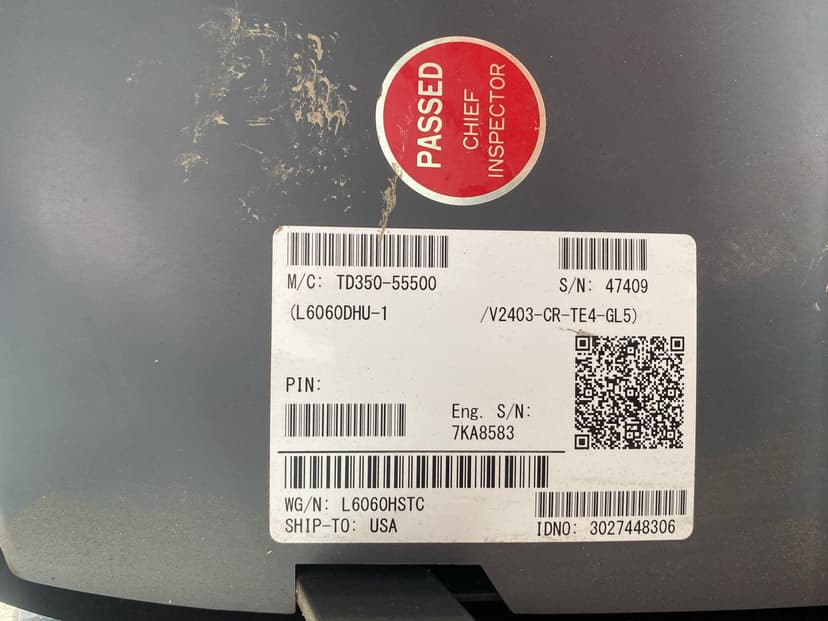 PASSED
CHIEF
INSPECTOR
M/C: TD350-55500
S/N: 47409
(L6060DHU-1 /V2403-CR-TE4-GL5)
PIN:
Eng. S/N:
7KA8583
WG/N: L6060HSTC
SHIP-TO: USA
IDNO: 3027448306